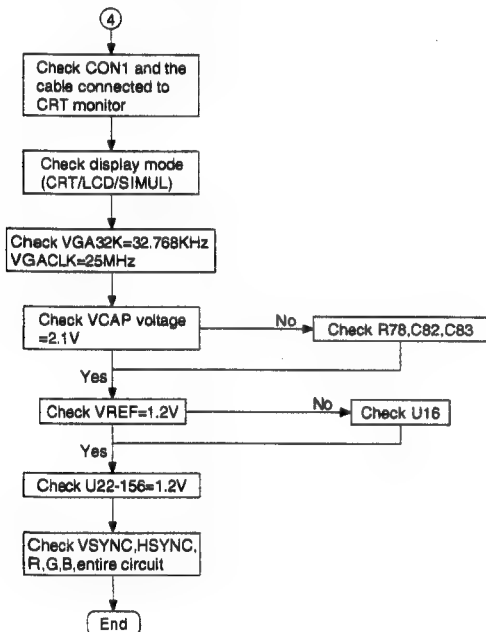 4
Check CON1 and the
cable connected to
CRT monitor
Check display mode
(CRT/LCD/SIMUL)
Check VGA32K=32.768KHz
VGACLK=25MHz
Check VCAP voltage
=2.1V
No
Check R78,C82,C83
Yes
Check VREF=1.2V
No
Check U16
Yes
Check U22-156=1.2V
Check VSYNC,HSYNC,
R,G,B,entire circuit
End